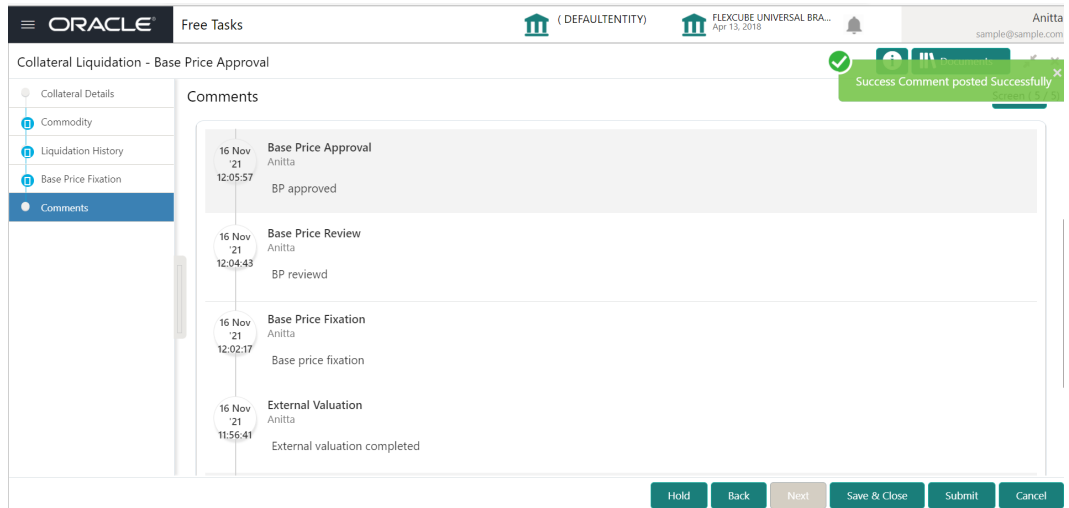 ORACLE
Free Tasks
( DEFAULTENTITY)
FLEXCUBE UNIVERSAL BRA...
Apr 13, 2018
Anitta
sample@sample.com
Collateral Liquidation - Base Price Approval
Documents
Success Comment posted Successfully
Collateral Details
Commodity
Liquidation History
Base Price Fixation
Comments
Comments
Screen ( 5 / 5)
16 Nov
'21
12:05:57
Base Price Approval
Anitta
BP approved
16 Nov
'21
12:04:43
Base Price Review
Anitta
BP reviewd
16 Nov
'21
12:02:17
Base Price Fixation
Anitta
Base price fixation
16 Nov
'21
11:56:41
External Valuation
Anitta
External valuation completed
Hold
Back
Next
Save & Close
Submit
Cancel